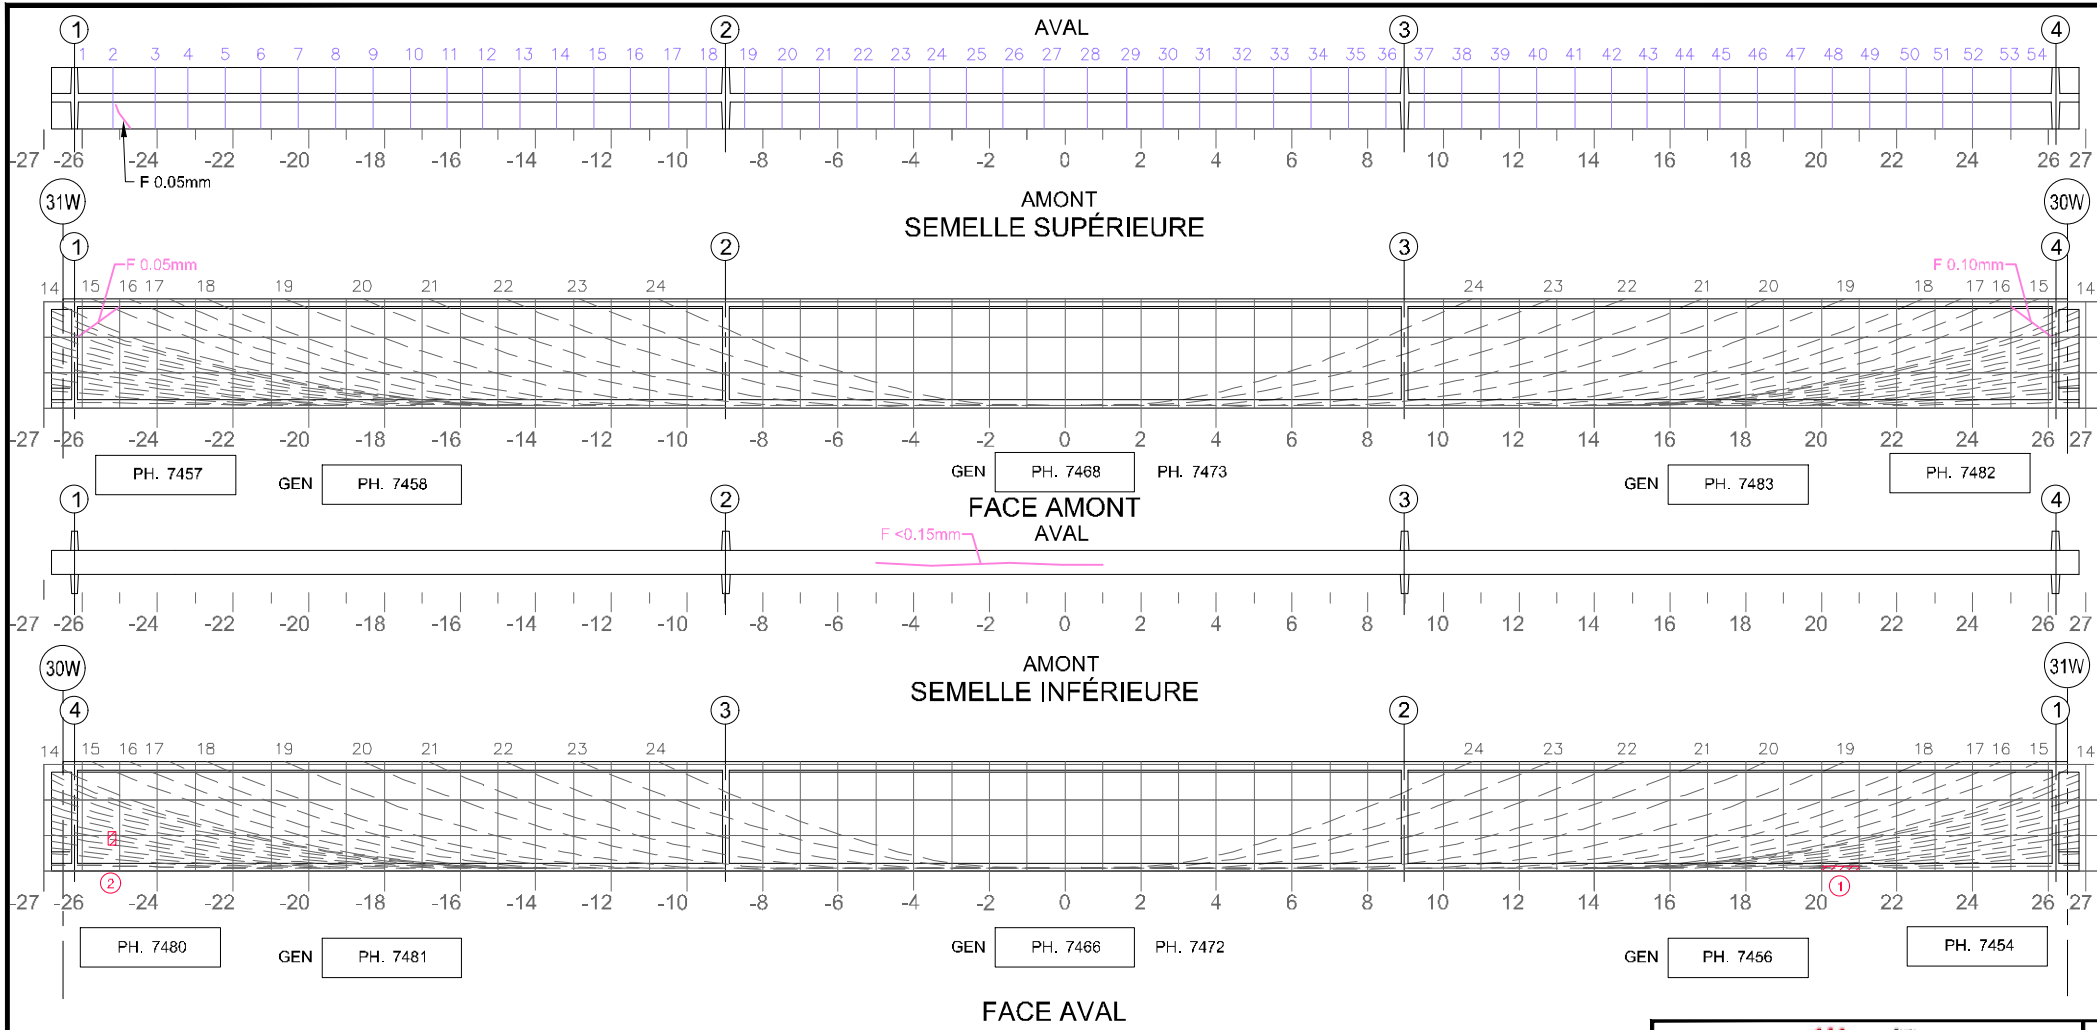 1 2 AVAL 3 4
1 2 3 4 5 6 7 8 9 10 11 12 13 14 15 16 17 18 19 20 21 22 23 24 25 26 27 28 29 30 31 32 33 34 35 36 37 38 39 40 41 42 43 44 45 46 47 48 49 50 51 52 53 54
-27 -26 -24 -22 -20 -18 -16 -14 -12 -10 -8 -6 -4 -2 0 2 4 6 8 10 12 14 16 18 20 22 24 26 27
F 0.05mm
31W AMONT 30W
SEMELLE SUPÉRIEURE
1 2 3 4
F 0.05mm F 0.10mm
14 15 16 17 18 19 20 21 22 23 24 24 23 22 21 20 19 18 17 16 15 14
-27 -26 -24 -22 -20 -18 -16 -14 -12 -10 -8 -6 -4 -2 0 2 4 6 8 10 12 14 16 18 20 22 24 26 27
PH. 7457 GEN PH. 7458 GEN PH. 7468 PH. 7473 GEN PH. 7483 PH. 7482
1 2 3 4
FACE AMONT
F <0.15mm AVAL
-27 -26 -24 -22 -20 -18 -16 -14 -12 -10 -8 -6 -4 -2 0 2 4 6 8 10 12 14 16 18 20 22 24 26 27
30W AMONT 31W
SEMELLE INFÉRIEURE
4 3 2 1
14 15 16 17 18 19 20 21 22 23 24 24 23 22 21 20 19 18 17 16 15 14
2 1
-27 -26 -24 -22 -20 -18 -16 -14 -12 -10 -8 -6 -4 -2 0 2 4 6 8 10 12 14 16 18 20 22 24 26 27
PH. 7480 GEN PH. 7481 GEN PH. 7466 PH. 7472 GEN PH. 7456 PH. 7454
FACE AVAL